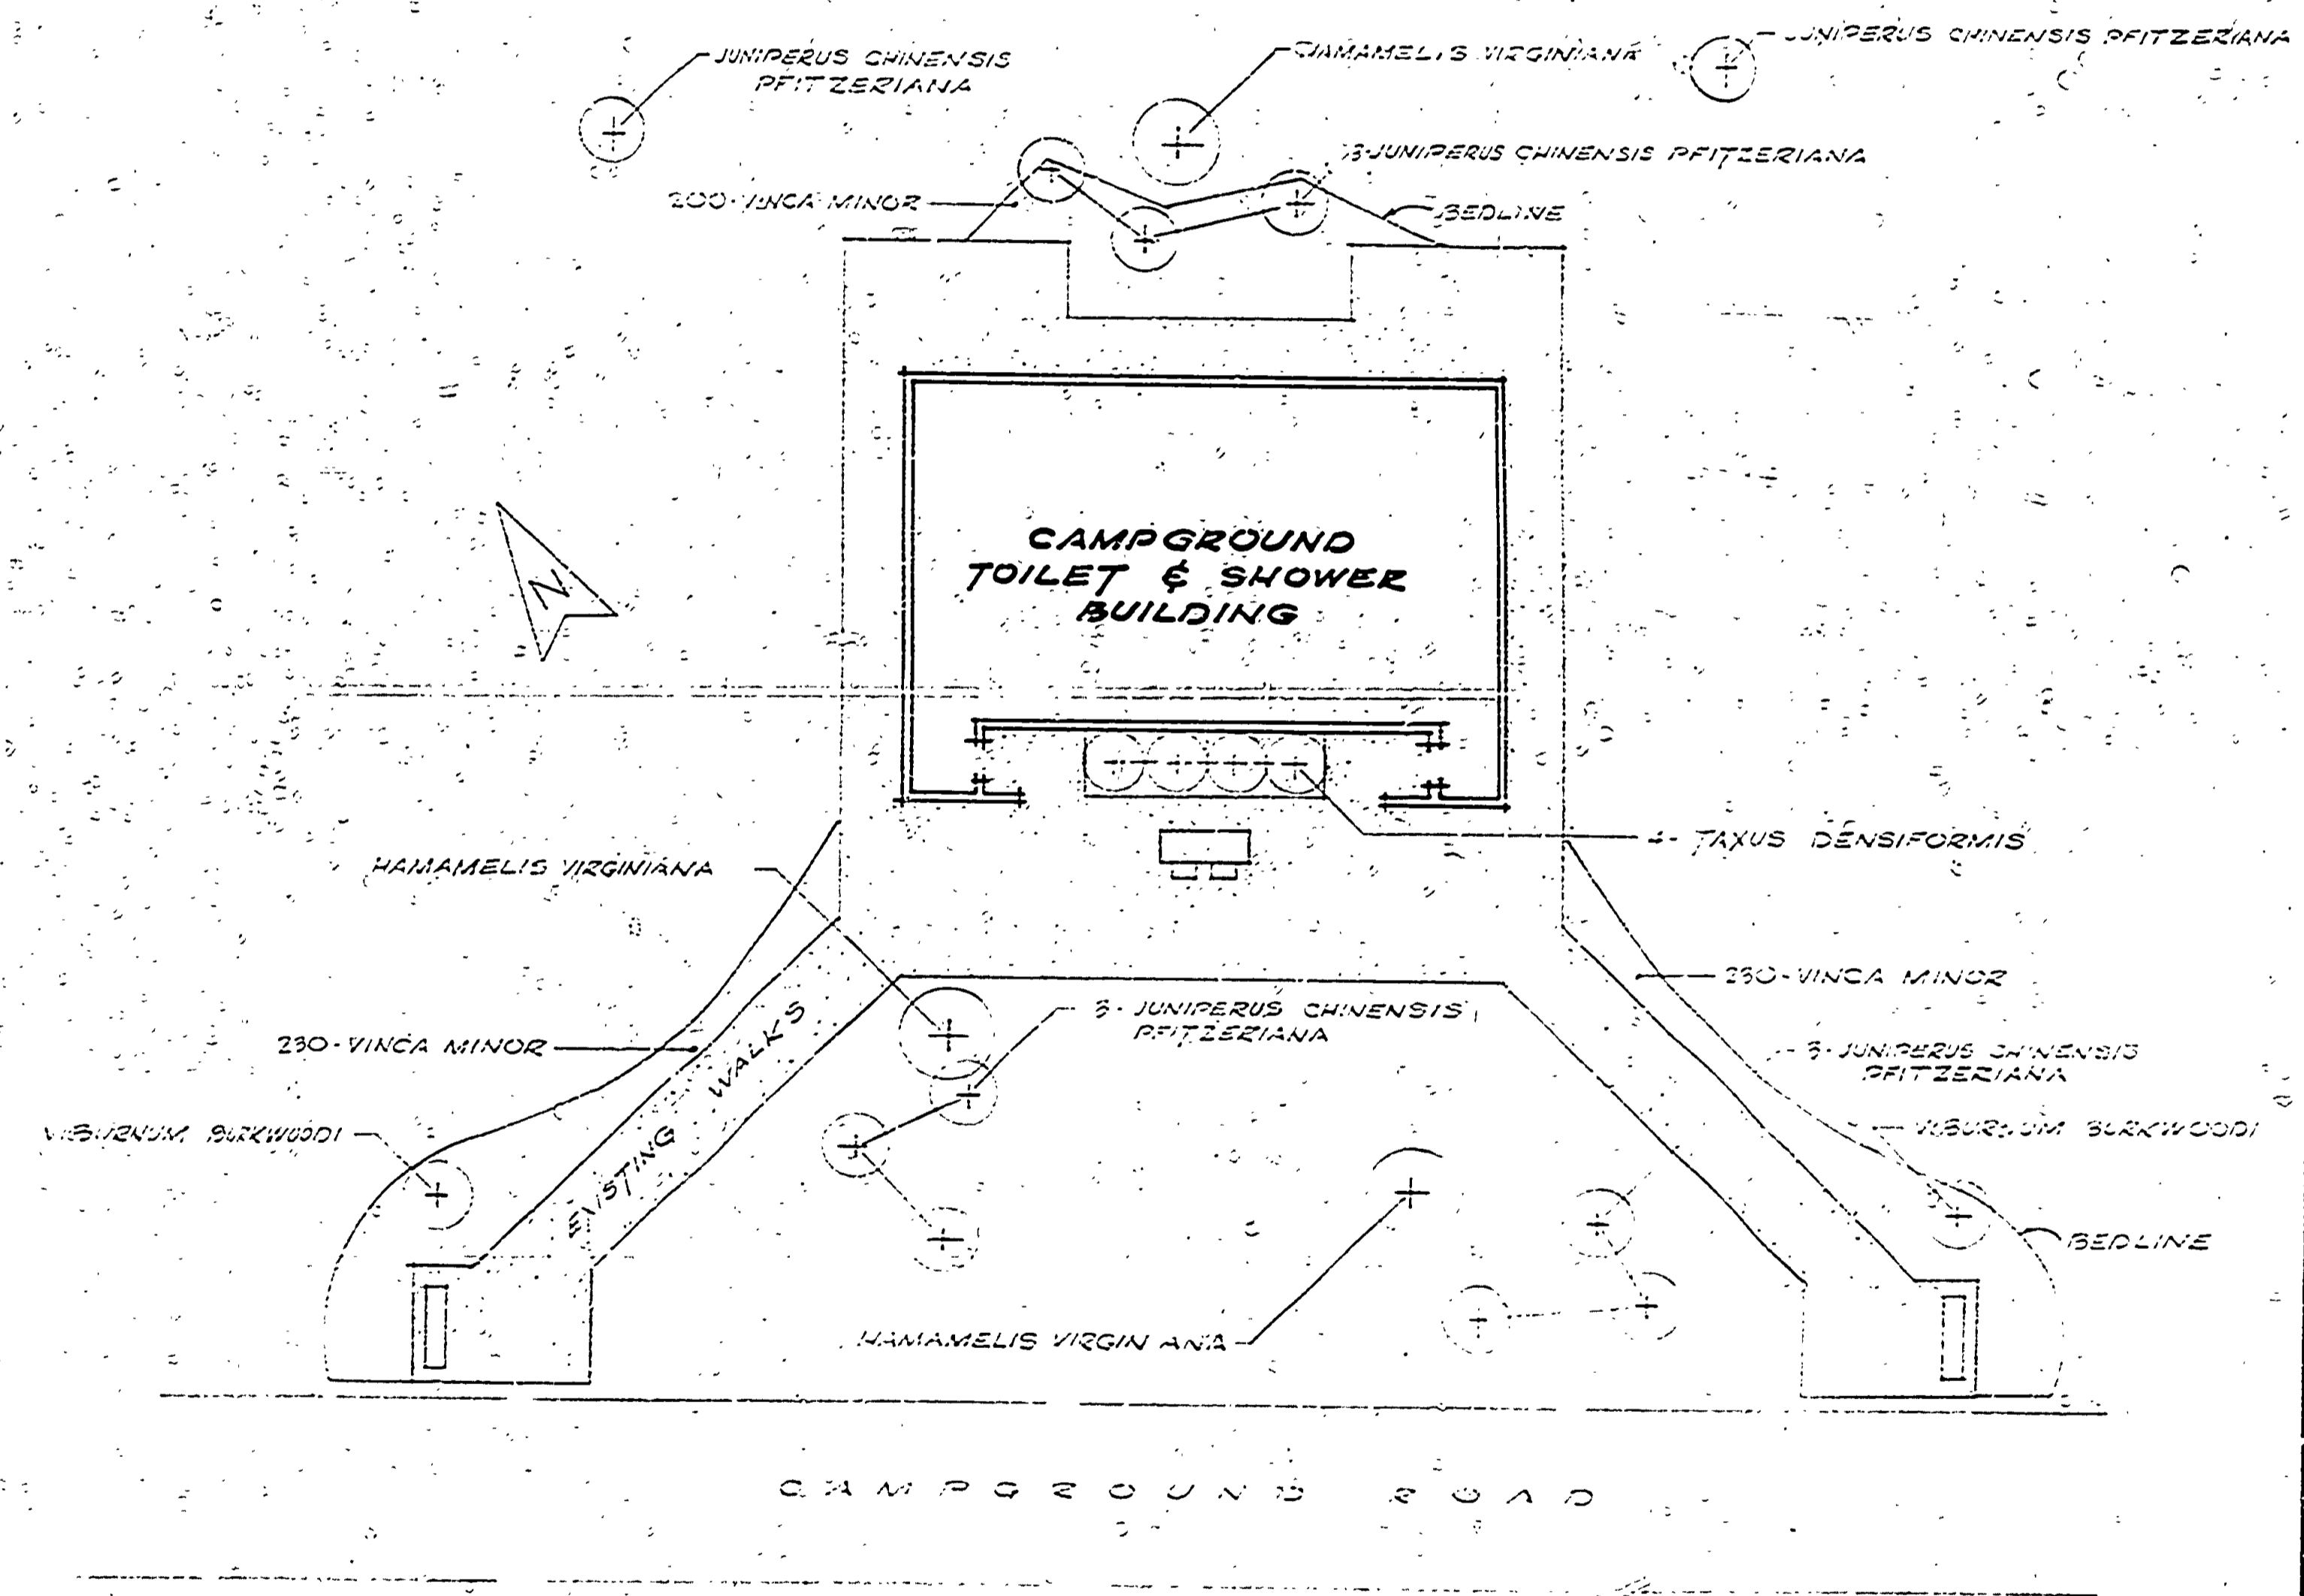 JUNIPERUS CHINENSIS
PFITZERIANA
HAMAMELIS VIRGINIANA
JUNIPERUS CHINENSIS PFITZERIANA
3-JUNIPERUS CHINENSIS PFITZERIANA
200-VINCA MINOR
BEDLINE
CAMPGROUND
TOILET & SHOWER
BUILDING
N
4- TAXUS DENSIFORMIS
HAMAMELIS VIRGINIANA
230-VINCA MINOR
3-JUNIPERUS CHINENSIS
PFITZERIANA
230-VINCA MINOR
EXISTING WALKS
3-JUNIPERUS CHINENSIS
PFITZERIANA
VIBURNUM BURKWOODI
VIBURNUM BURKWOODI
BEDLINE
HAMAMELIS VIRGINIANA
CAMPGROUND ROAD